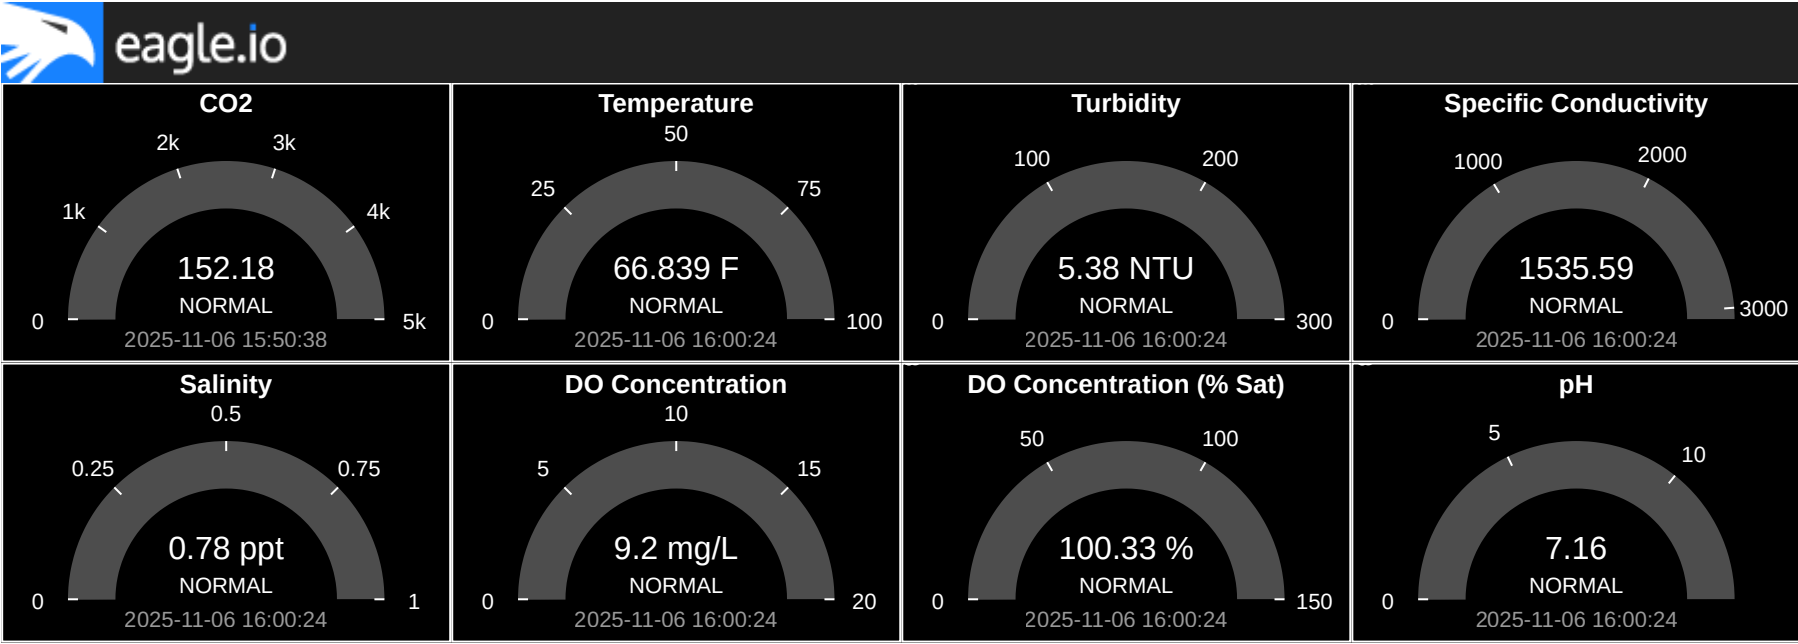 eagle.io
CO2
2k
3k
1k
4k
152.18
NORMAL
0
5k
2025-11-06 15:50:38
Temperature
50
25
75
66.839 F
NORMAL
0
100
2025-11-06 16:00:24
Turbidity
100
200
5.38 NTU
NORMAL
0
300
2025-11-06 16:00:24
Specific Conductivity
1000
2000
1535.59
NORMAL
0
3000
2025-11-06 16:00:24
Salinity
0.5
0.25
0.75
0.78 ppt
NORMAL
0
1
2025-11-06 16:00:24
DO Concentration
10
5
15
9.2 mg/L
NORMAL
0
20
2025-11-06 16:00:24
DO Concentration (% Sat)
50
100
100.33 %
NORMAL
0
150
2025-11-06 16:00:24
pH
5
10
7.16
NORMAL
0
2025-11-06 16:00:24